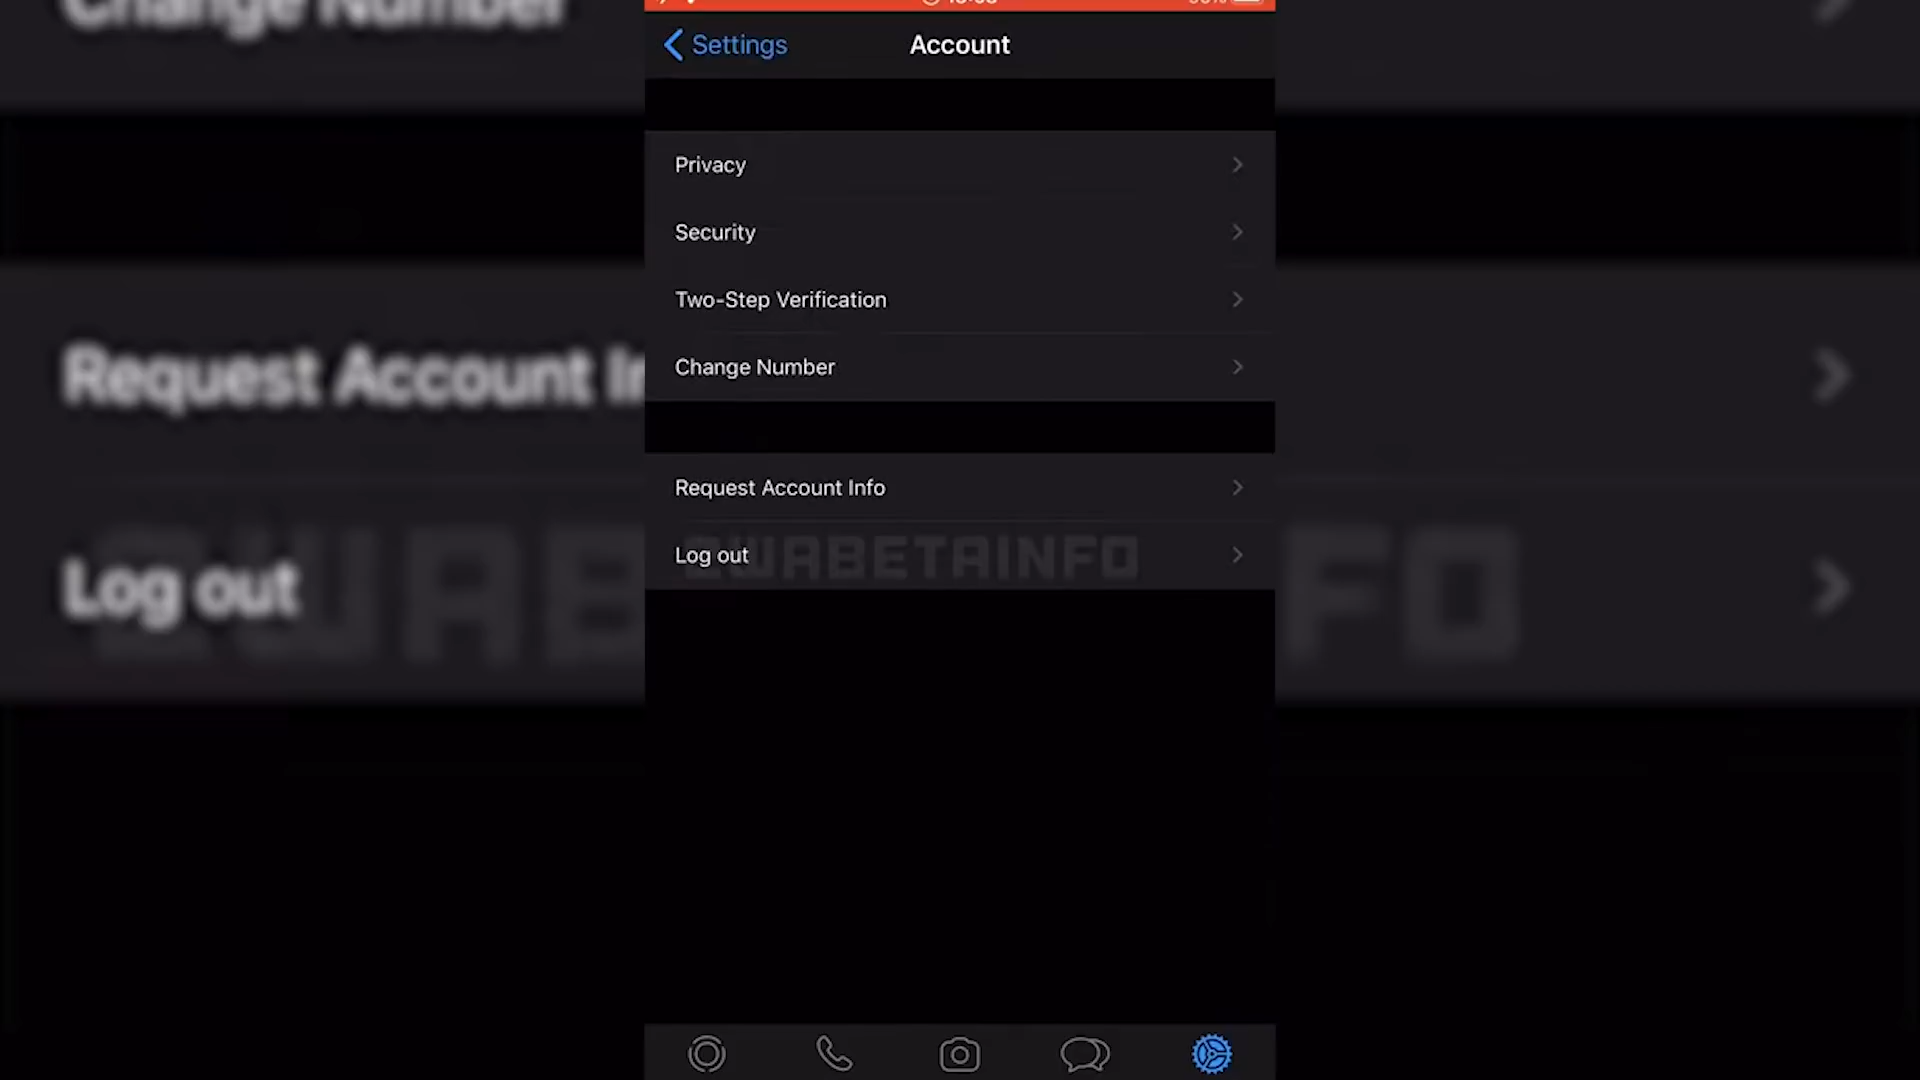 Change Number
Settings
Account
Privacy
Security
Two-Step Verification
Change Number
Request Account Info
Request Account
Log out
Log out
WABETAINFO